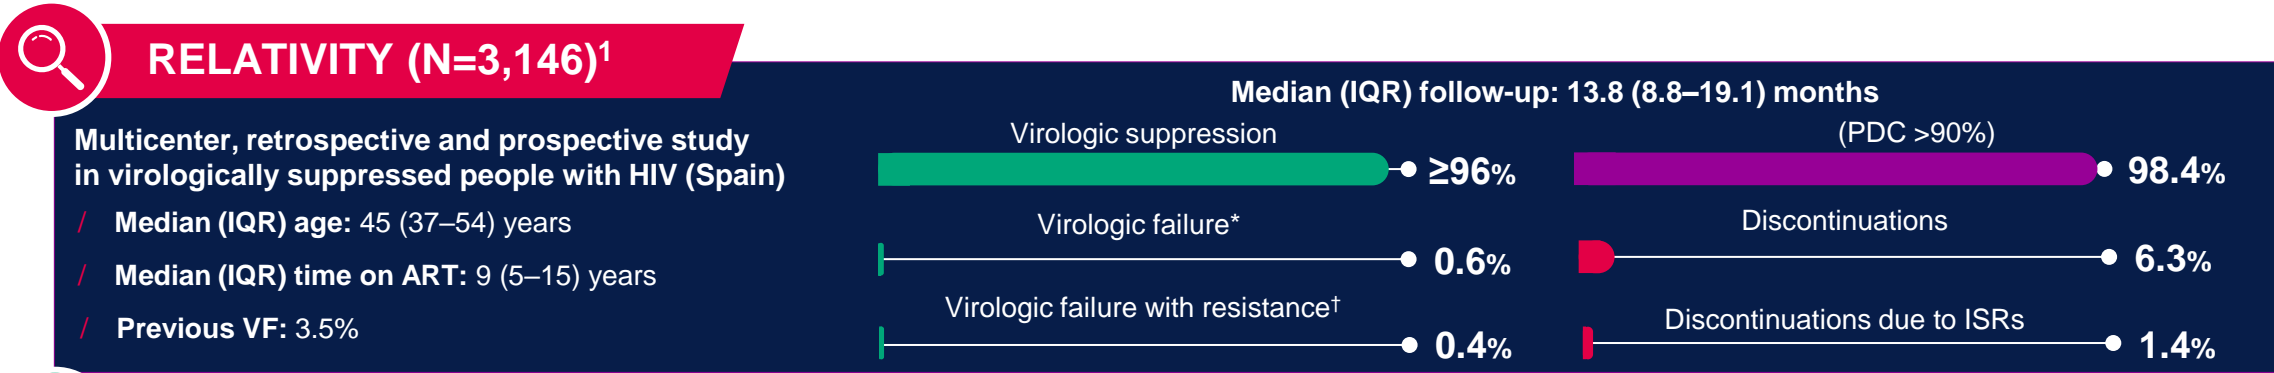 RELATIVITY (N=3,146)¹
Multicenter, retrospective and prospective study
in virologically suppressed people with HIV (Spain)
/ Median (IQR) age: 45 (37–54) years
/ Median (IQR) time on ART: 9 (5–15) years
/ Previous VF: 3.5%
Median (IQR) follow-up: 13.8 (8.8–19.1) months
Virologic suppression
≥96%
Virologic failure*
0.6%
Virologic failure with resistance†
0.4%
(PDC >90%)
98.4%
Discontinuations
6.3%
Discontinuations due to ISRs
1.4%